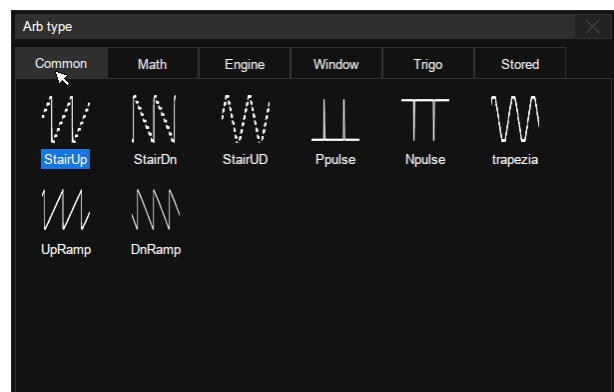 Arb type
Common Math Engine Window Trigo Stored
StairUp StairDn StairUD Ppulse Npulse trapezia
UpRamp DnRamp